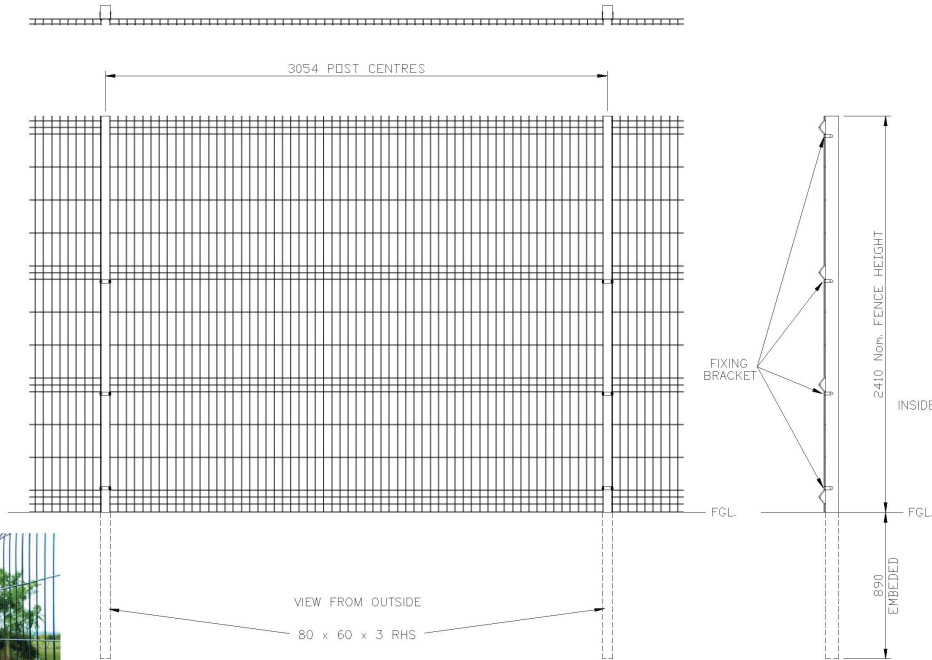 3054 POST CENTRES
FIXING
BRACKET
2410 Nom. FENCE HEIGHT
INSIDE
FGL.
FGL.
890
EMBEDED
VIEW FROM OUTSIDE
80 x 60 x 3 RHS